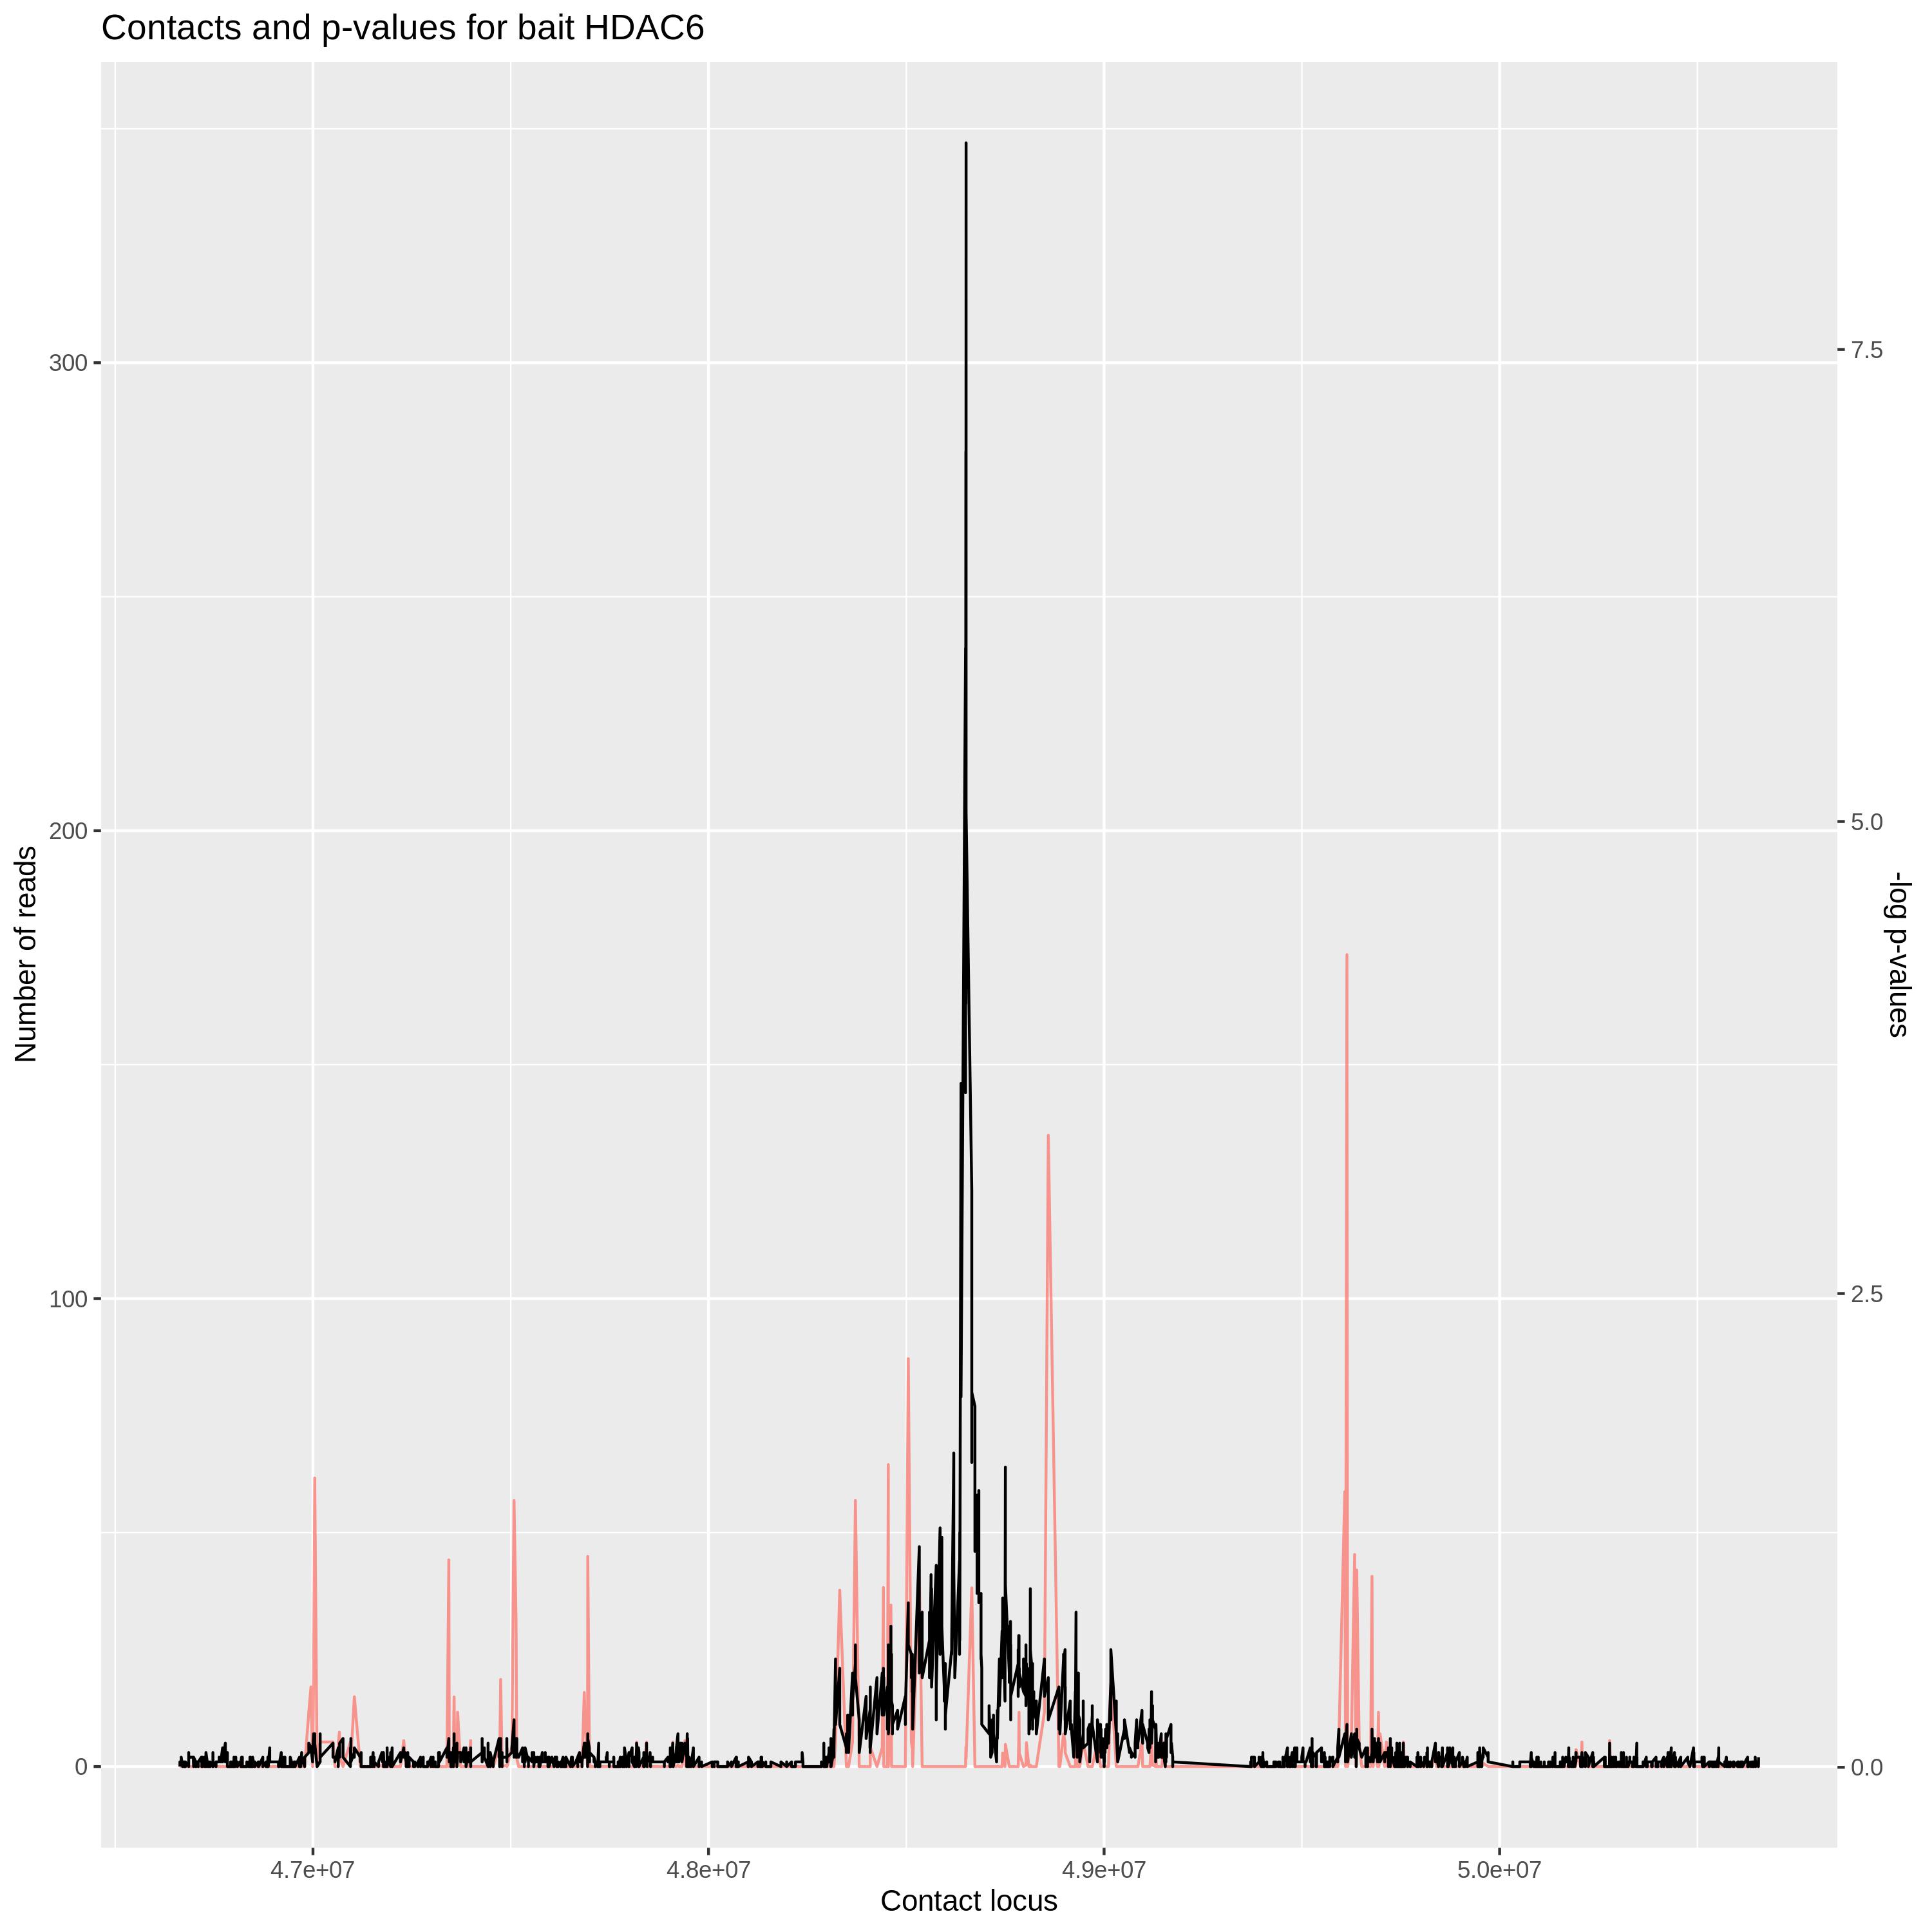 Contacts and p-values for bait HDAC6
300
200
100
0
Number of reads
7.5
5.0
2.5
0.0
-log p-values
4.7e+07
4.8e+07
4.9e+07
5.0e+07
Contact locus